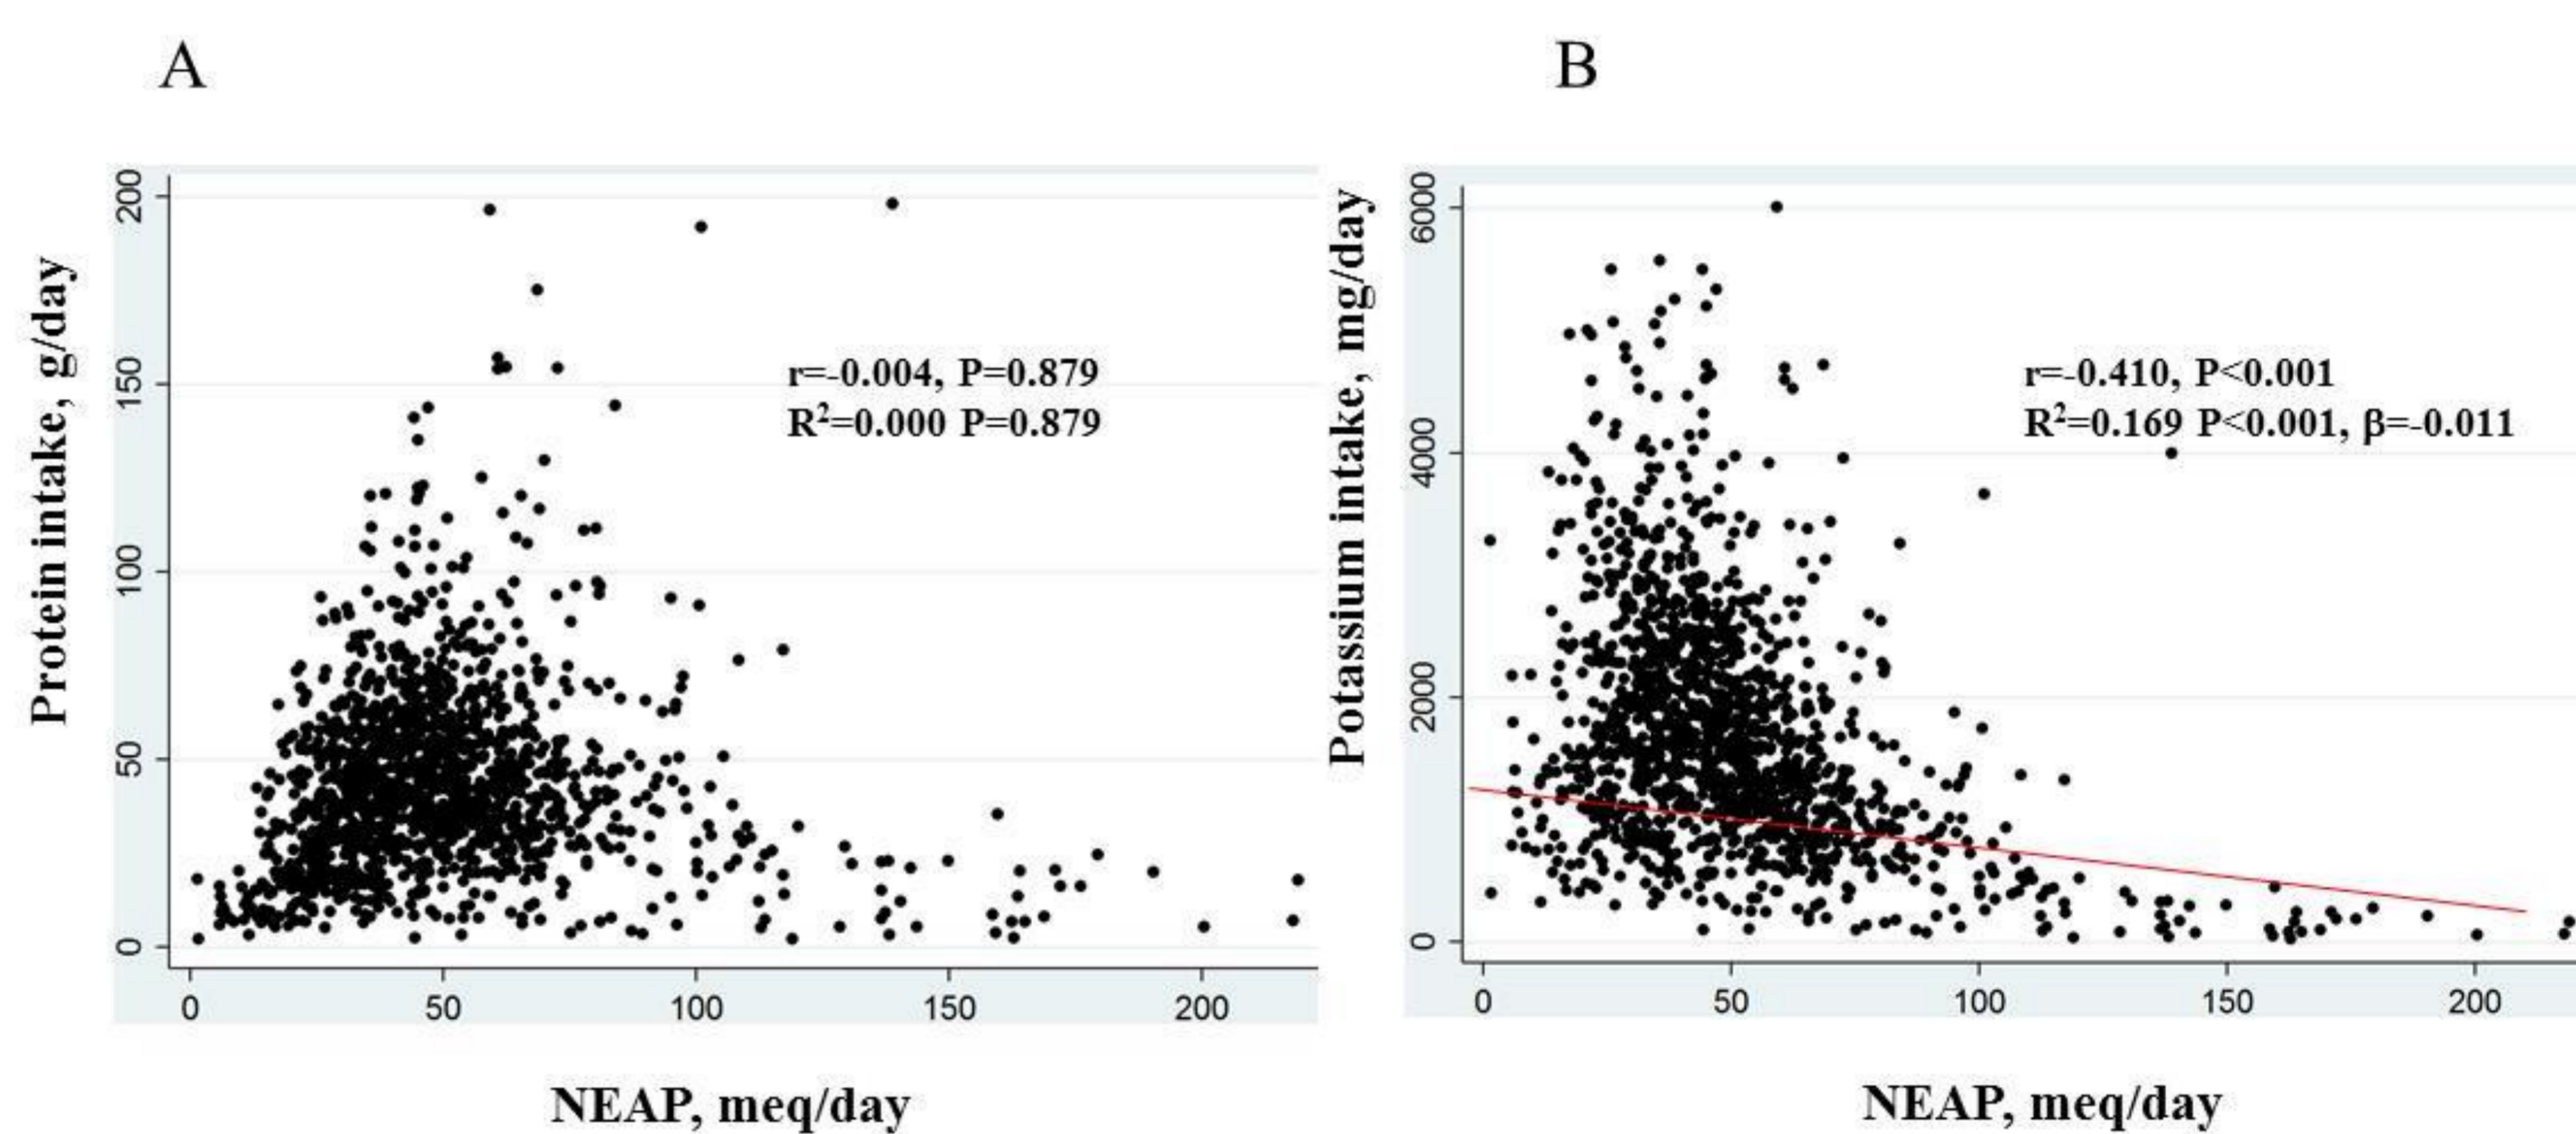 A
B
Protein intake, g/day
200
150
100
50
0
r=-0.004, P=0.879
R²=0.000 P=0.879
0 50 100 150 200
NEAP, meq/day
Potassium intake, mg/day
6000
4000
2000
0
r=-0.410, P<0.001
R²=0.169 P<0.001, β=-0.011
0 50 100 150 200
NEAP, meq/day